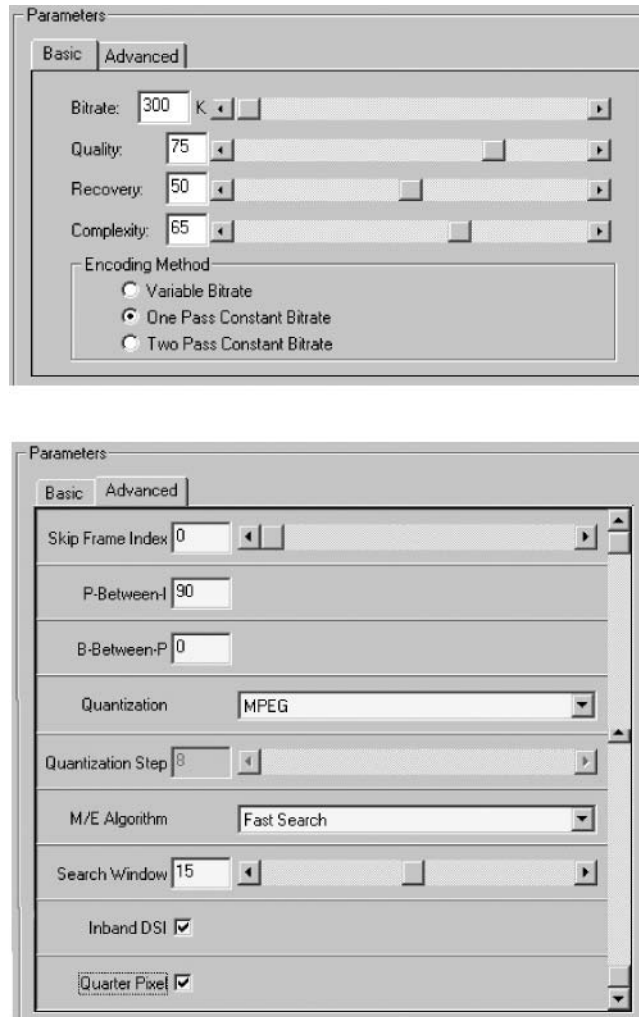 Parameters
Basic Advanced
Bitrate: 300 K
Quality: 75
Recovery: 50
Complexity: 65
Encoding Method
Variable Bitrate
One Pass Constant Bitrate
Two Pass Constant Bitrate
Parameters
Basic Advanced
Skip Frame Index 0
P-Between-I 90
B-Between-P 0
Quantization MPEG
Quantization Step 8
M/E Algorithm Fast Search
Search Window 15
Inband DSI
Quarter Pixel